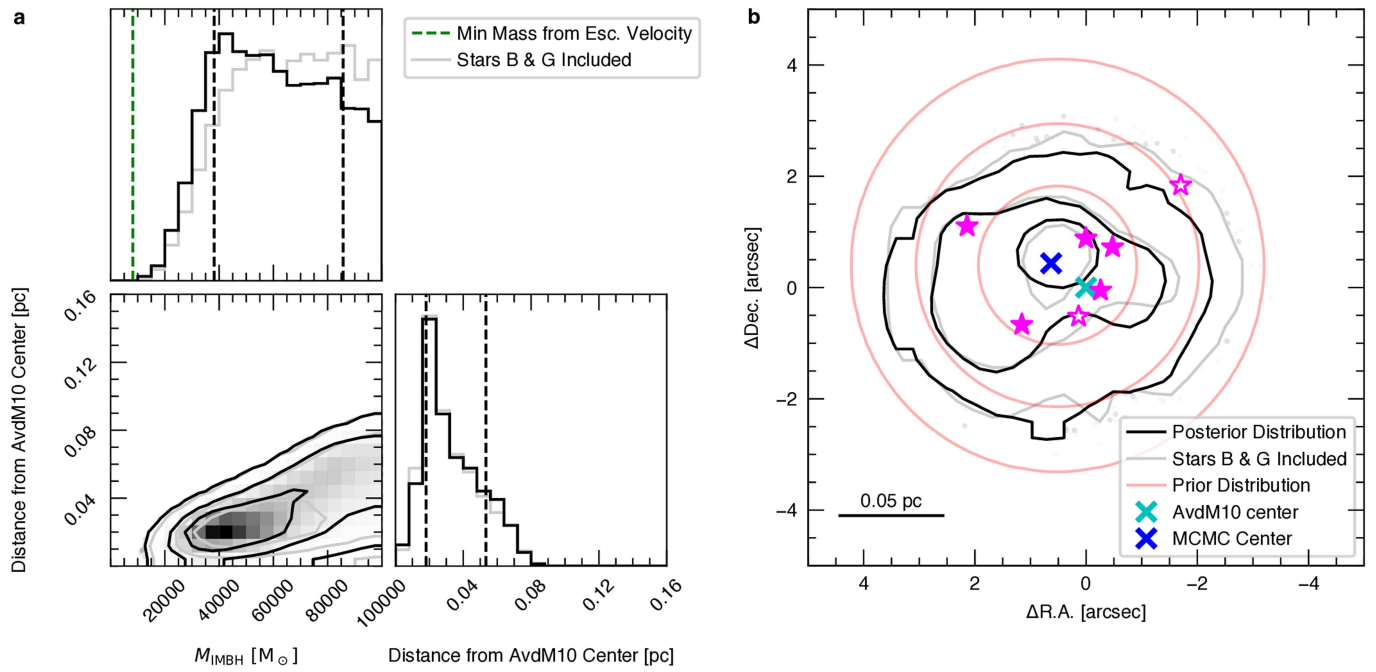 a
Min Mass from Esc. Velocity
Stars B & G Included
Distance from AvdM10 Center [pc]
0.16
0.12
0.08
0.04
20000
40000
60000
80000
100000
M_IMBH [M_⊙]
0.00
0.04
0.08
0.12
0.16
Distance from AvdM10 Center [pc]
b
ΔDec. [arcsec]
4
2
0
−2
−4
0.05 pc
Posterior Distribution
Stars B & G Included
Prior Distribution
AvdM10 center
MCMC Center
4
2
0
−2
−4
ΔR.A. [arcsec]